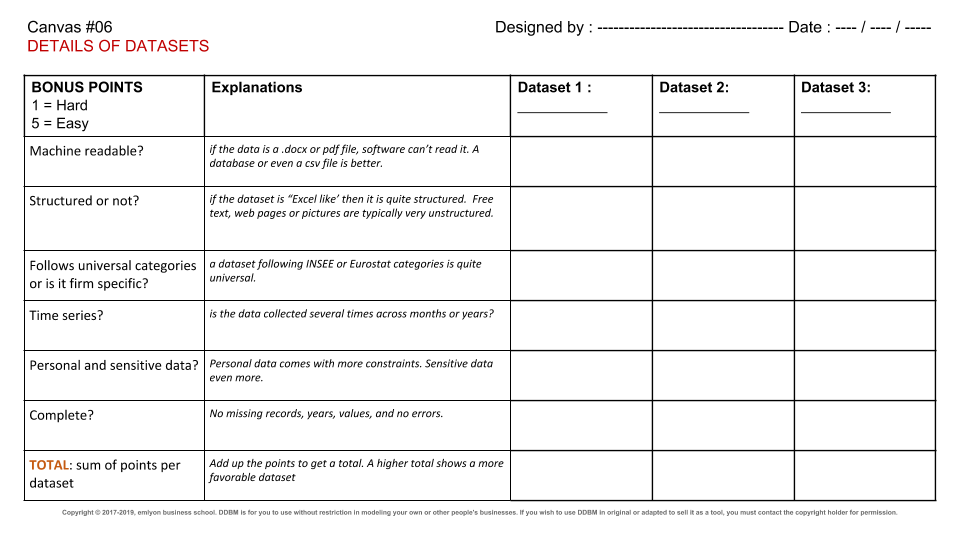 Canvas #06
DETAILS OF DATASETS
Designed by : ----------------------------------- Date : ---- / ---- / -----
BONUS POINTS
1 = Hard
5 = Easy
Explanations
Dataset 1 :
Dataset 2:
Dataset 3:
Machine readable?
if the data is a .docx or pdf file, software can’t read it. A
database or even a csv file is better.
Structured or not?
if the dataset is “Excel like’ then it is quite structured.  Free
text, web pages or pictures are typically very unstructured.
Follows universal categories
or is it firm specific?
a dataset following INSEE or Eurostat categories is quite
universal.
Time series?
is the data collected several times across months or years?
Personal and sensitive data?
Personal data comes with more constraints. Sensitive data
even more.
Complete?
No missing records, years, values, and no errors.
TOTAL: sum of points per
dataset
Add up the points to get a total. A higher total shows a more
favorable dataset
Copyright © 2017-2019, emlyon business school. DDBM is for you to use without restriction in modeling your own or other people's businesses. If you wish to use DDBM in original or adapted to sell it as a tool, you must contact the copyright holder for permission.